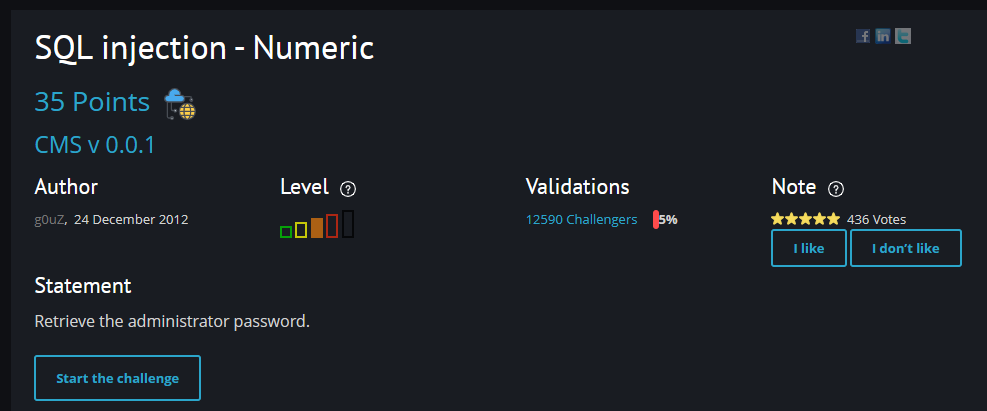 SQL injection - Numeric
35 Points
CMS v 0.0.1
Author Level ? Validations Note ?
g0uZ, 24 December 2012 12590 Challengers 5% 436 Votes
I like I don't like
Statement
Retrieve the administrator password.
Start the challenge